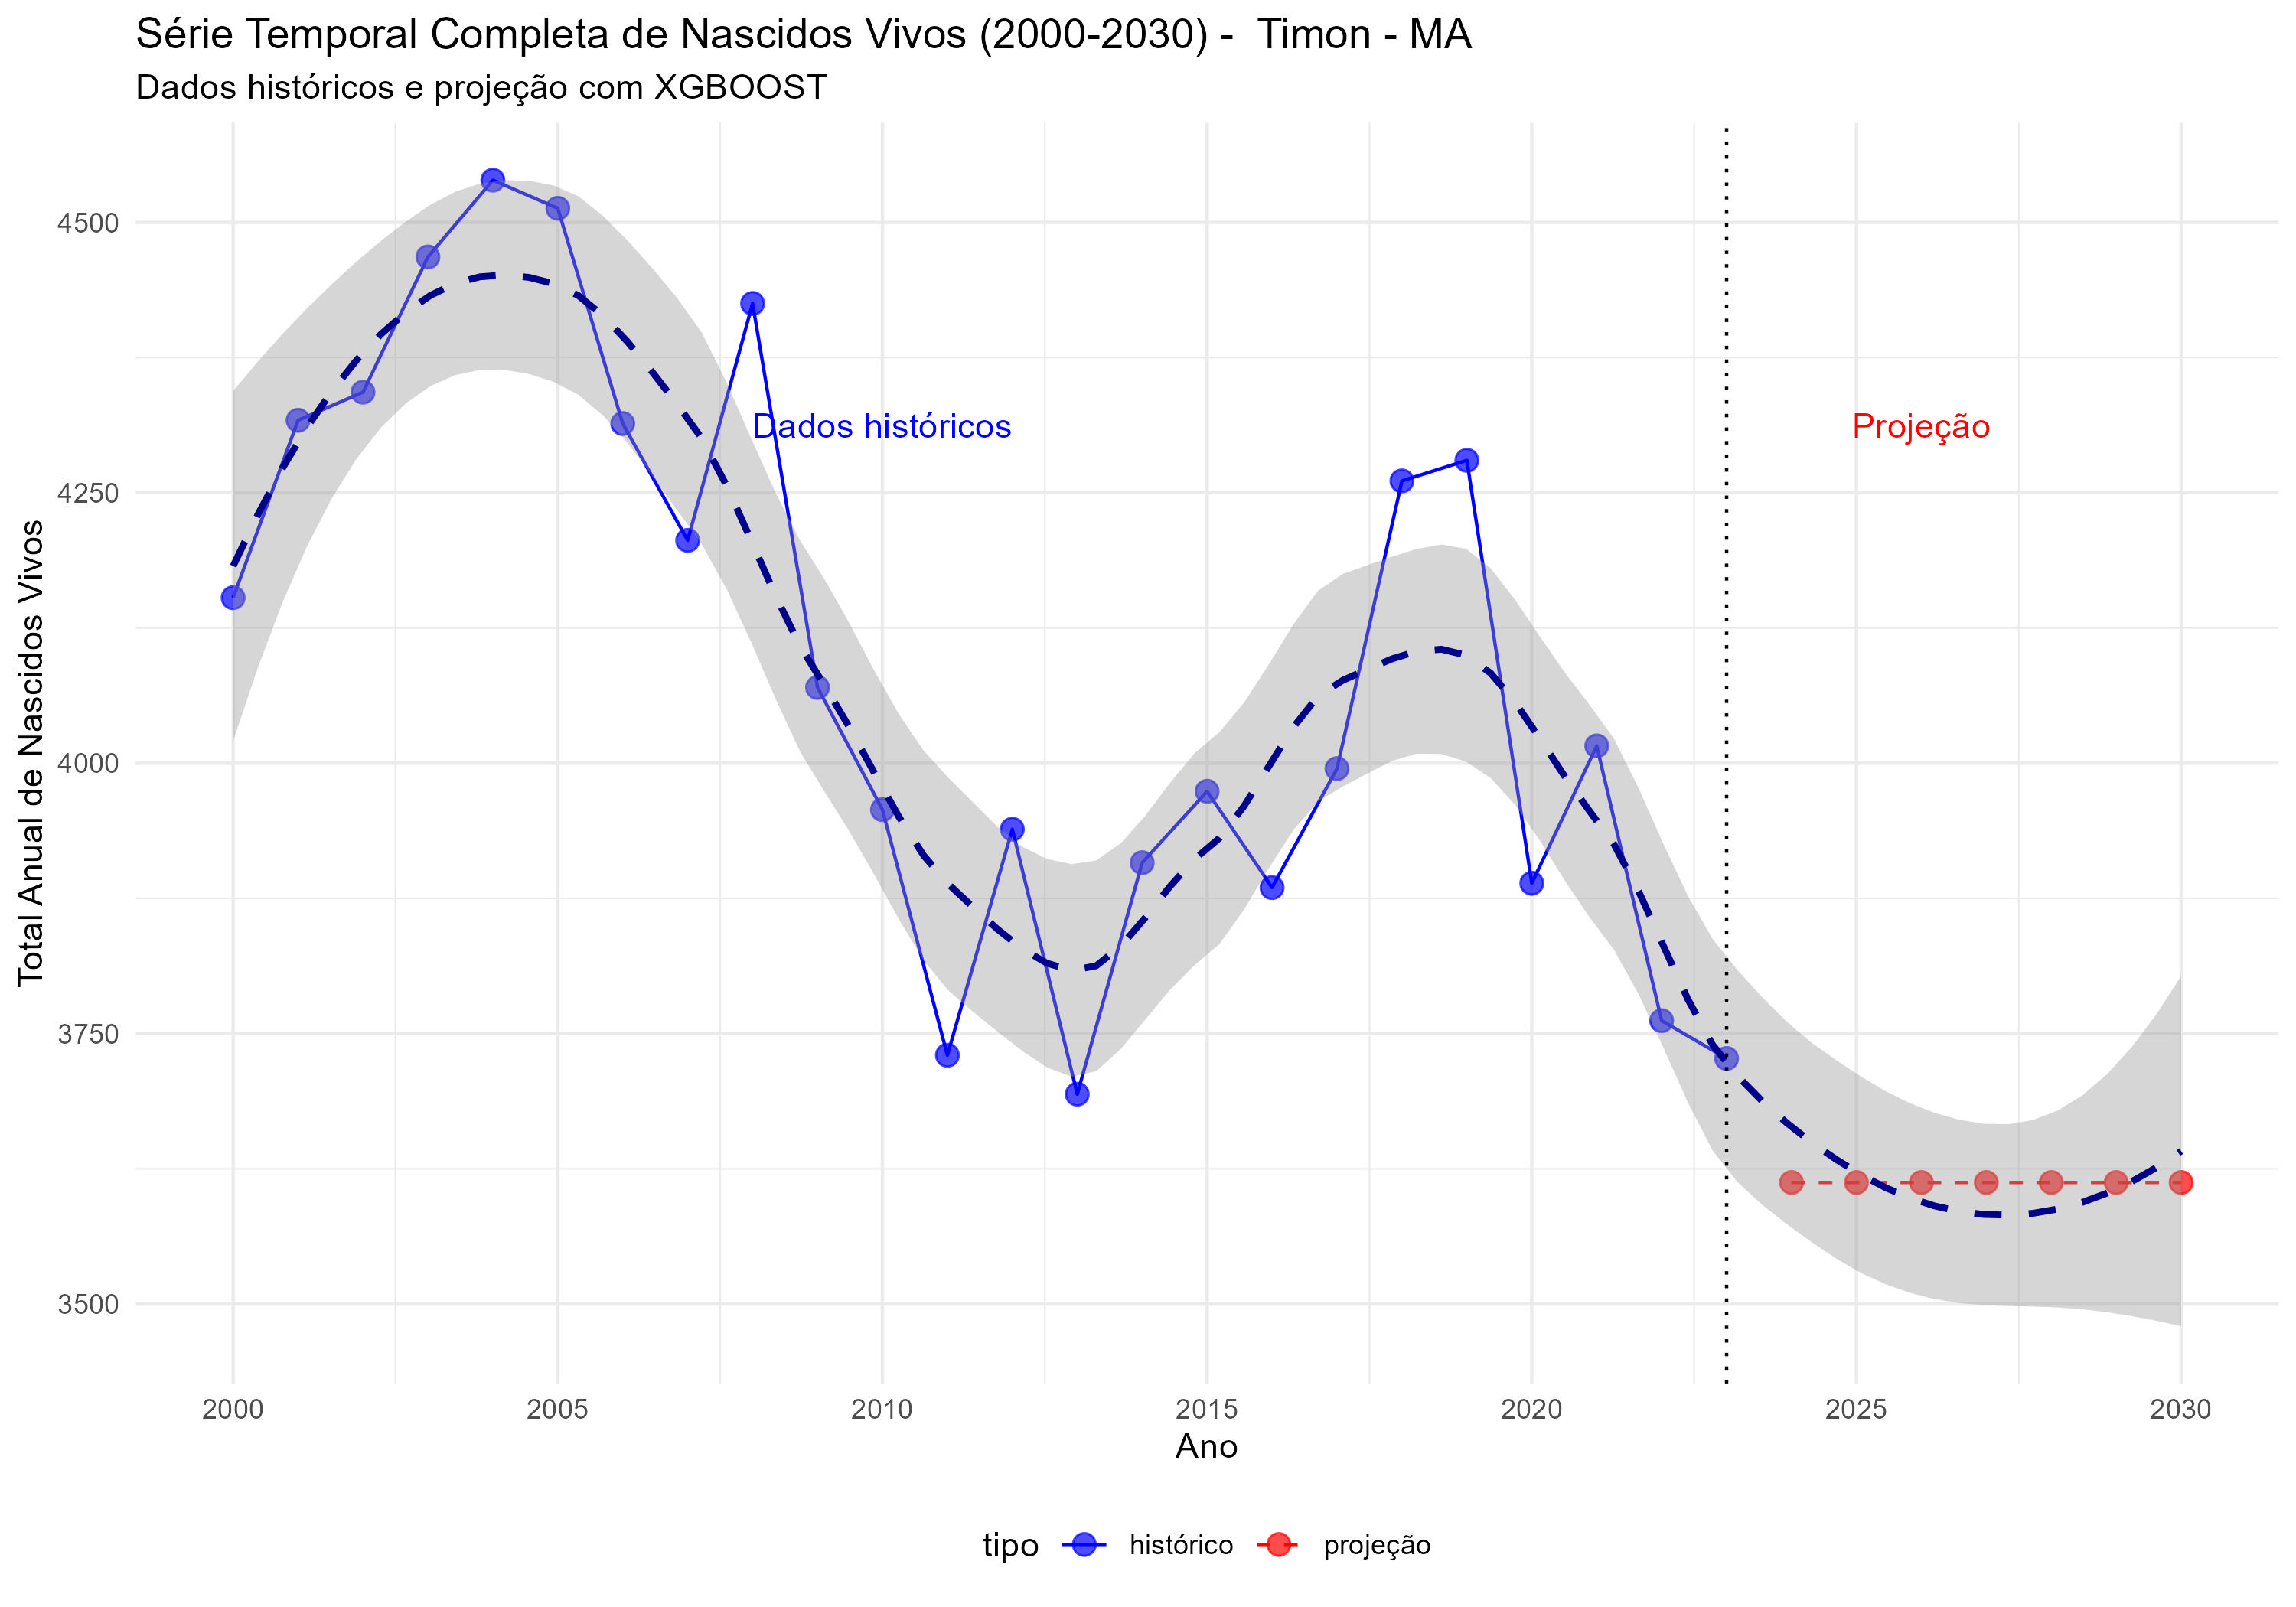 Série Temporal Completa de Nascidos Vivos (2000-2030) -  Timon - MA
Dados históricos e projeção com XGBOOST
Total Anual de Nascidos Vivos
4500
4250
4000
3750
3500
Dados históricos
Projeção
2000 2005 2010 2015 2020 2025 2030
Ano
tipo histórico projeção